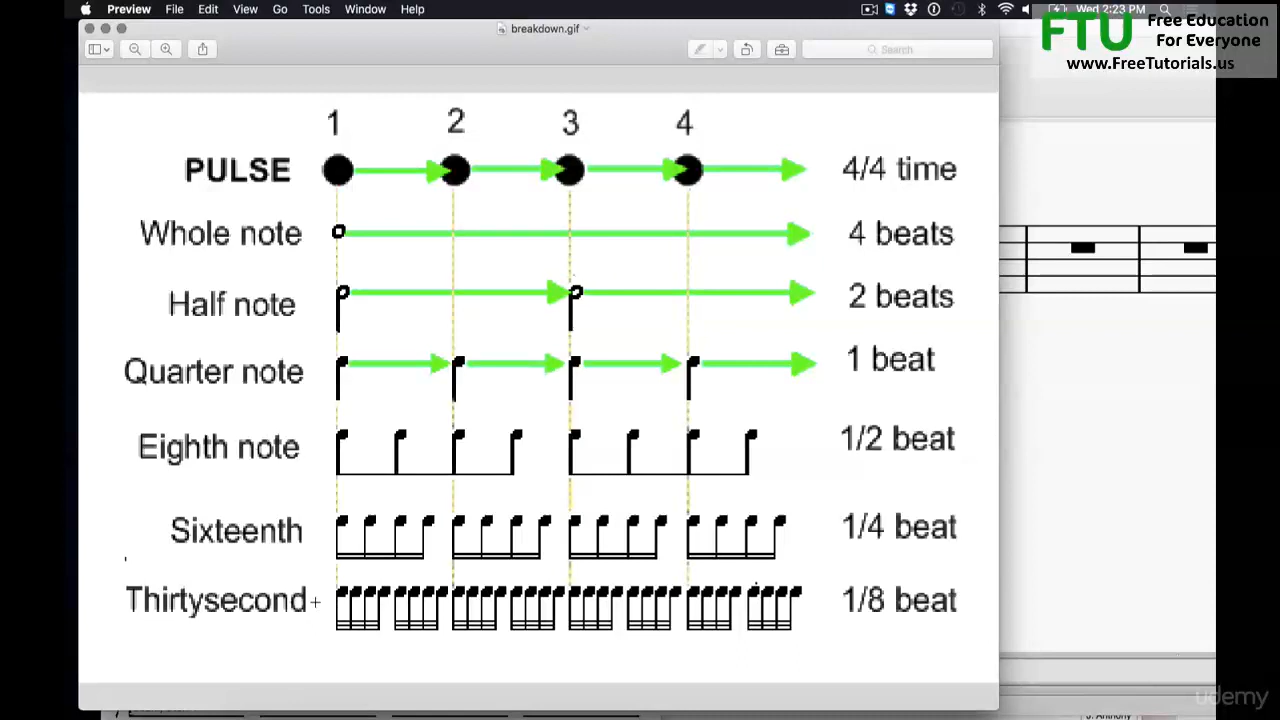 Preview File Edit View Go Tools Window Help
Wed 2:23 PM
FTU Free Education
For Everyone
www.FreeTutorials.us
breakdown.gif
Search
1 2 3 4
PULSE 4/4 time
Whole note 4 beats
Half note 2 beats
Quarter note 1 beat
Eighth note 1/2 beat
Sixteenth 1/4 beat
Thirtysecond 1/8 beat
udemy
J. Anthony